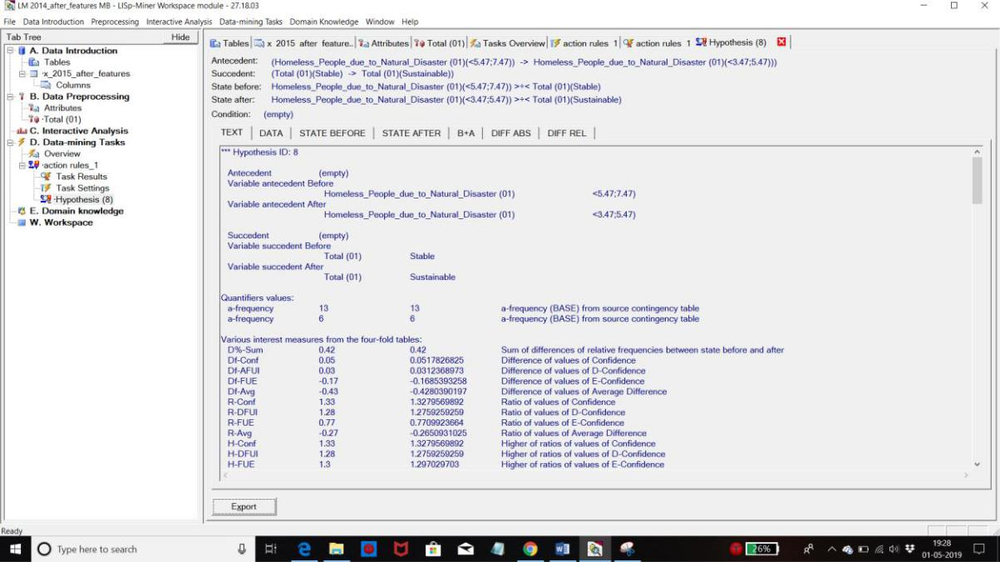 LM 2014_after_features MB - LISp-Miner Workspace module - 27.18.03
File Data Introduction Preprocessing Interactive Analysis Data-mining Tasks Domain Knowledge Window Help
Tab Tree Hide
A. Data Introduction
Tables
x_2015_after_features
Columns
B. Data Preprocessing
Attributes
Total (01)
C. Interactive Analysis
D. Data-mining Tasks
Overview
action rules_1
Task Results
Task Settings
Hypothesis (8)
E. Domain knowledge
W. Workspace
Tables x 2015 after feature.. Attributes Total (01) Tasks Overview action rules 1 action rules 1 Hypothesis (8)
Antecedent: (Homeless_People_due_to_Natural_Disaster (01)(<5.47;7.47)) -> Homeless_People_due_to_Natural_Disaster (01)(<3.47;5.47)))
Succedent: (Total (01)(Stable) -> Total (01)(Sustainable))
State before: Homeless_People_due_to_Natural_Disaster (01)(<5.47;7.47)) >÷< Total (01)(Stable)
State after: Homeless_People_due_to_Natural_Disaster (01)(<3.47;5.47)) >÷< Total (01)(Sustainable)
Condition: (empty)
TEXT DATA STATE BEFORE STATE AFTER B+A DIFF ABS DIFF REL
*** Hypothesis ID: 8
Antecedent (empty)
Variable antecedent Before
Homeless_People_due_to_Natural_Disaster (01) <5.47;7.47)
Variable antecedent After
Homeless_People_due_to_Natural_Disaster (01) <3.47;5.47)
Succedent (empty)
Variable succedent Before
Total (01) Stable
Variable succedent After
Total (01) Sustainable
Quantifiers values:
a-frequency 13 13 a-frequency (BASE) from source contingency table
a-frequency 6 6 a-frequency (BASE) from source contingency table
Various interest measures from the four-fold tables:
D%-Sum 0.42 0.42 Sum of differences of relative frequencies between state before and after
Df-Conf 0.05 0.0517826825 Difference of values of Confidence
Df-AFUI 0.03 0.0312368973 Difference of values of D-Confidence
Df-FUE -0.17 -0.1685393258 Difference of values of E-Confidence
Df-Avg -0.43 -0.4280390197 Difference of values of Average Difference
R-Conf 1.33 1.3279569892 Ratio of values of Confidence
R-DFUI 1.28 1.2759259259 Ratio of values of D-Confidence
R-FUE 0.77 0.7709923664 Ratio of values of E-Confidence
R-Avg -0.27 -0.2650931025 Ratio of values of Average Difference
H-Conf 1.33 1.3279569892 Higher of ratios of values of Confidence
H-DFUI 1.28 1.2759259259 Higher of ratios of values of D-Confidence
H-FUE 1.3 1.297029703 Higher of ratios of values of E-Confidence
Export
Ready
Type here to search
26%
19:28
01-05-2019